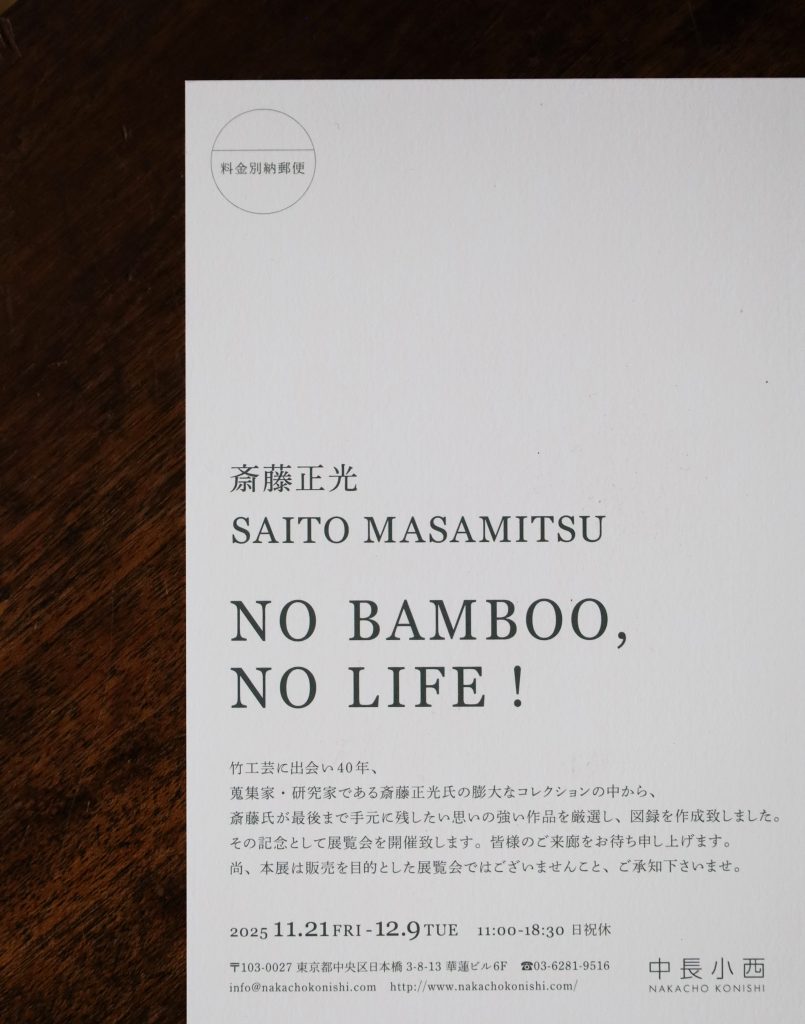 料金別納郵便
斎藤正光
SAITO MASAMITSU
NO BAMBOO,
NO LIFE !
竹工芸に出会い40年、
蒐集家・研究家である斎藤正光氏の膨大なコレクションの中から、
斎藤氏が最後まで手元に残したい思いの強い作品を厳選し、図録を作成致しました。
その記念として展覧会を開催致します。皆様のご来廊をお待ち申し上げます。
尚、本展は販売を目的とした展覧会ではございませんこと、ご承知下さいませ。
2025 11.21 FRI - 12.9 TUE 11:00-18:30 日祝休
〒103-0027 東京都中央区日本橋 3-8-13 華蓮ビル 6F ☎03-6281-9516
info@nakachokonishi.com http://www.nakachokonishi.com/
中長小西
NAKACHO KONISHI